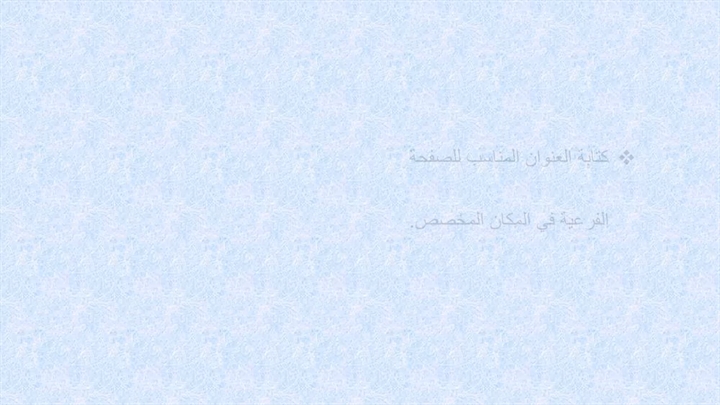 ❖ كتابة العنوان المناسب للصفحة
الفرعية في المكان المخصص.